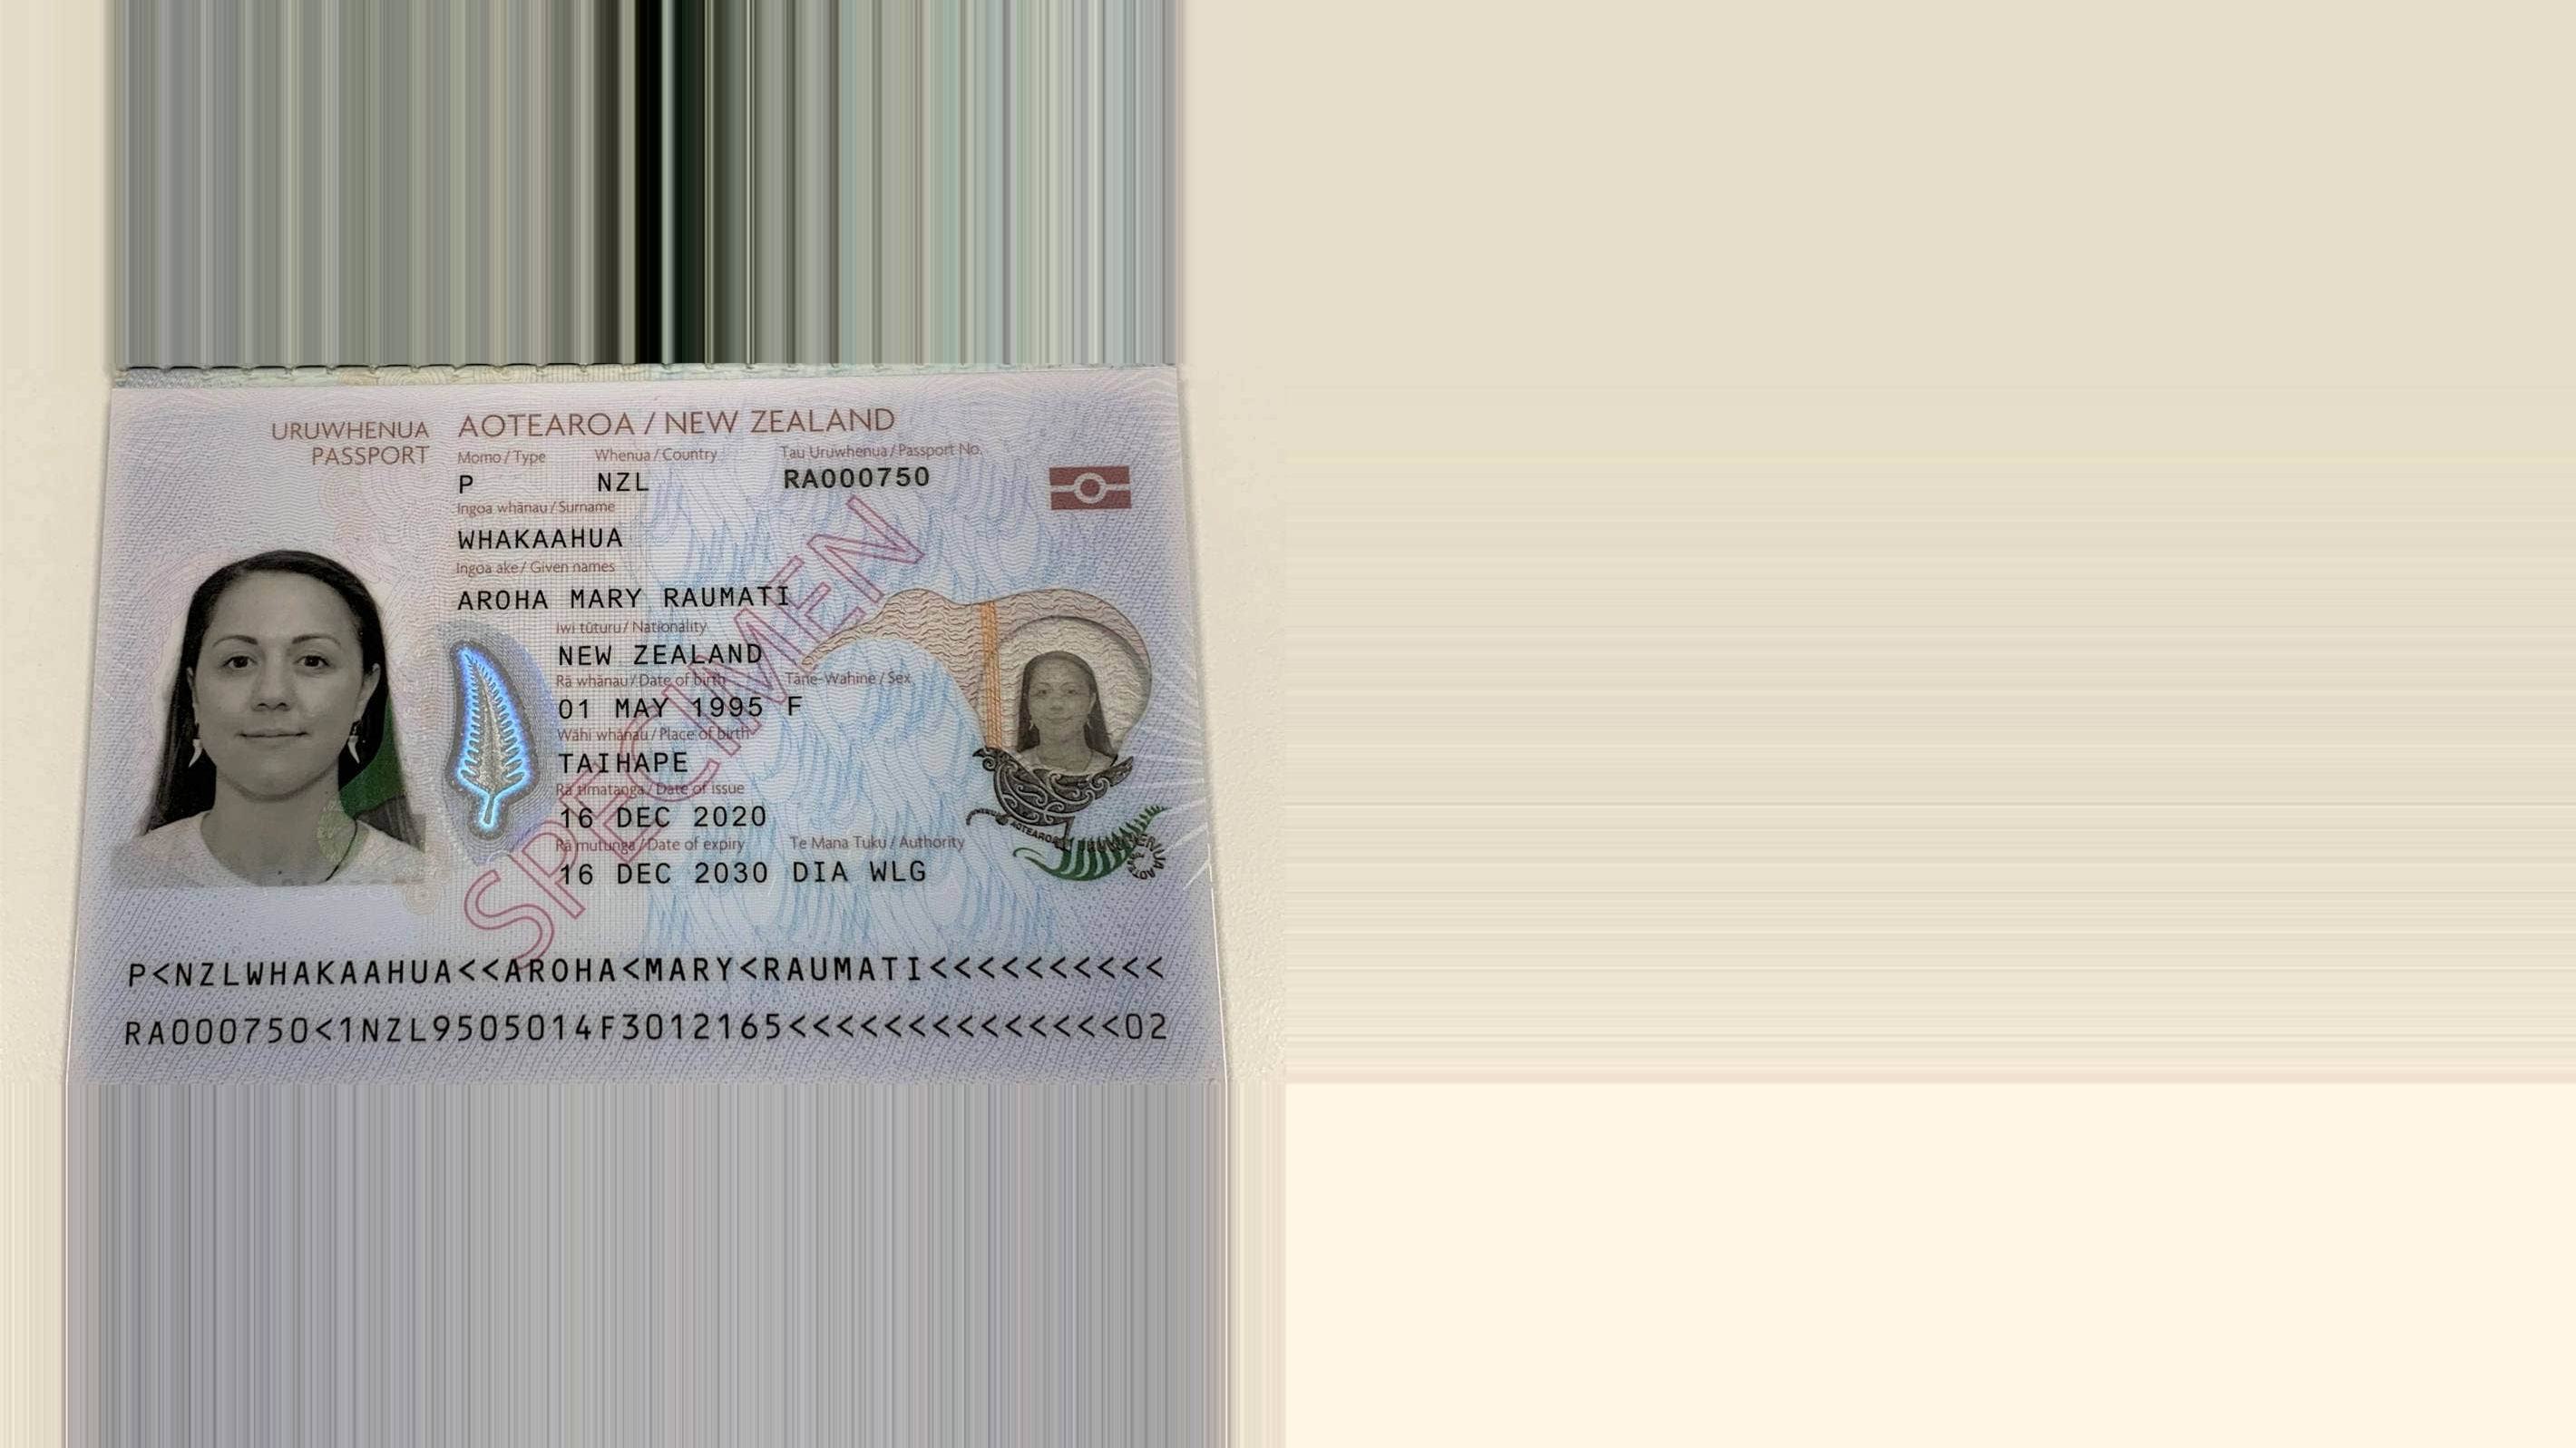 URUWHENUA
PASSPORT
AOTEAROA / NEW ZEALAND
Momo / Type Whenua / Country Tau Uruwhenua / Passport No.
P NZL RA000750
Ingoa whānau / Surname
WHAKAAHUA
Ingoa ake / Given names
AROHA MARY RAUMATI
Iwi tūturu / Nationality
NEW ZEALAND
Rā whānau / Date of birth Tāne-Wahine / Sex
01 MAY 1995 F
Wāhi whānau / Place of birth
TAIHAPE
Rā tīmatanga / Date of issue
16 DEC 2020
Rā mutunga / Date of expiry Te Mana Tuku / Authority
16 DEC 2030 DIA WLG
SPECIMEN
AOTEAROA
P<NZLWHAKAAHUA<<AROHA<MARY<RAUMATI<<<<<<<<<<
RA000750<1NZL9505014F3012165<<<<<<<<<<<<<<02